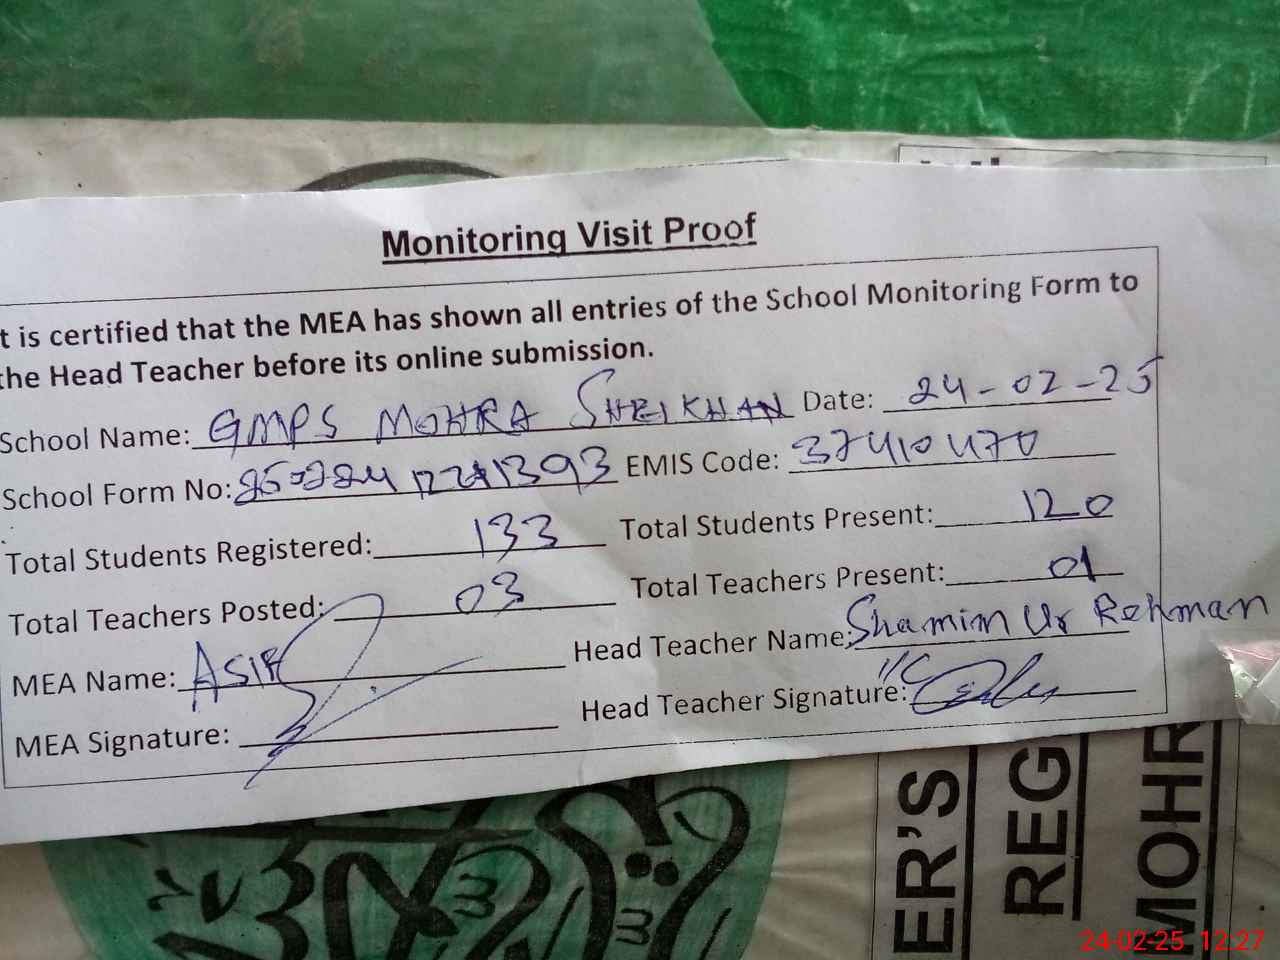 Monitoring Visit Proof
t is certified that the MEA has shown all entries of the School Monitoring Form to
the Head Teacher before its online submission.
School Name: GMPS MOHRA SHEIKHAN Date: 24-02-25
School Form No: EMIS Code: 37410470
Total Students Registered: 133 Total Students Present: 120
Total Teachers Posted: 03 Total Teachers Present: 01
MEA Name: ASIF Head Teacher Name: Shamim Ur Rehman
MEA Signature: Head Teacher Signature: I/C
ER'S
REG
MOHR
24-02-25 12:27